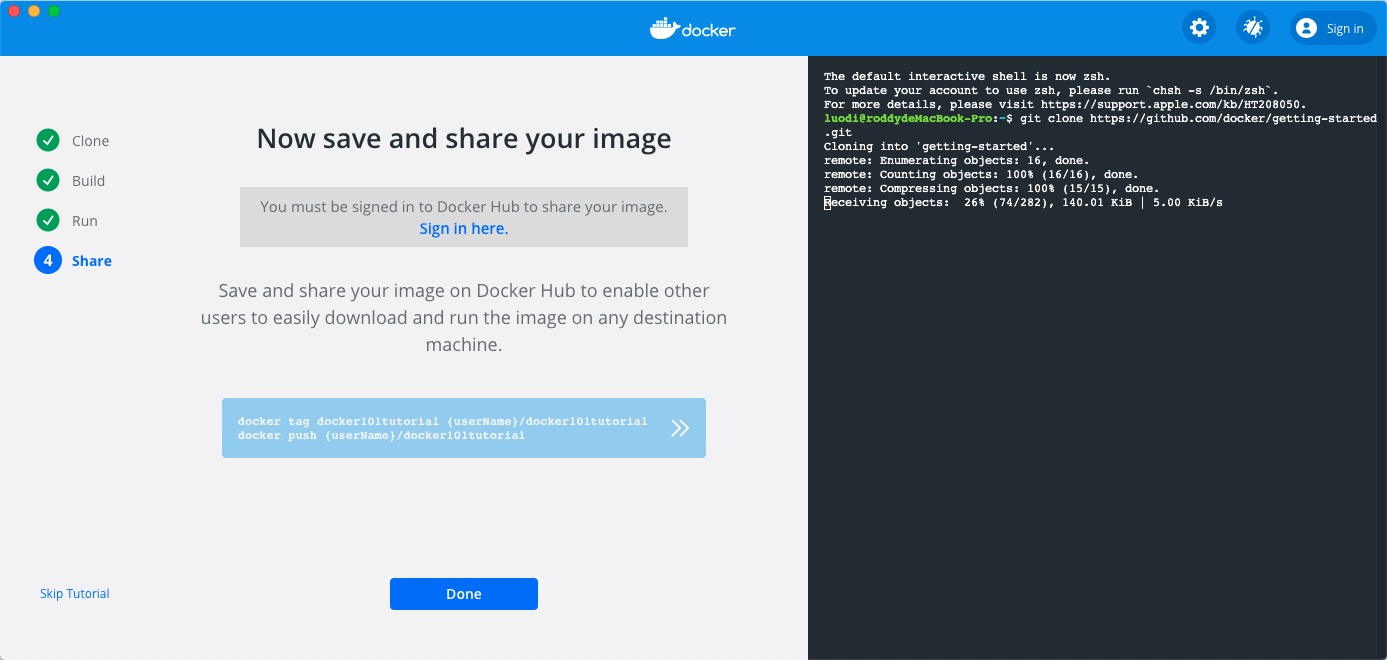 docker
Sign in
Clone
Build
Run
4 Share
Now save and share your image
You must be signed in to Docker Hub to share your image.
Sign in here.
Save and share your image on Docker Hub to enable other
users to easily download and run the image on any destination
machine.
docker tag docker101tutorial {userName}/docker101tutorial
docker push {userName}/docker101tutorial
Skip Tutorial
Done
The default interactive shell is now zsh.
To update your account to use zsh, please run `chsh -s /bin/zsh`.
For more details, please visit https://support.apple.com/kb/HT208050.
luodi@roddydeMacBook-Pro:~$ git clone https://github.com/docker/getting-started
.git
Cloning into 'getting-started'...
remote: Enumerating objects: 16, done.
remote: Counting objects: 100% (16/16), done.
remote: Compressing objects: 100% (15/15), done.
Receiving objects:  26% (74/282), 140.01 KiB | 5.00 KiB/s